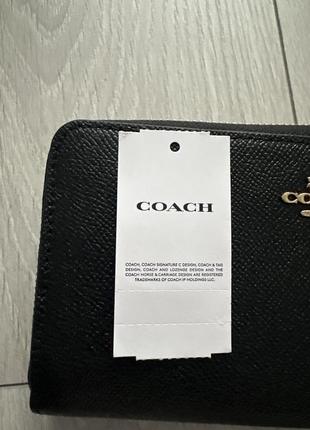 COACH
COACH, COACH SIGNATURE C DESIGN, COACH & TAG
DESIGN, COACH AND LOZENGE DESIGN AND THE
COACH HORSE & CARRIAGE DESIGN ARE REGISTERED
TRADEMARKS OF COACH IP HOLDINGS LLC.